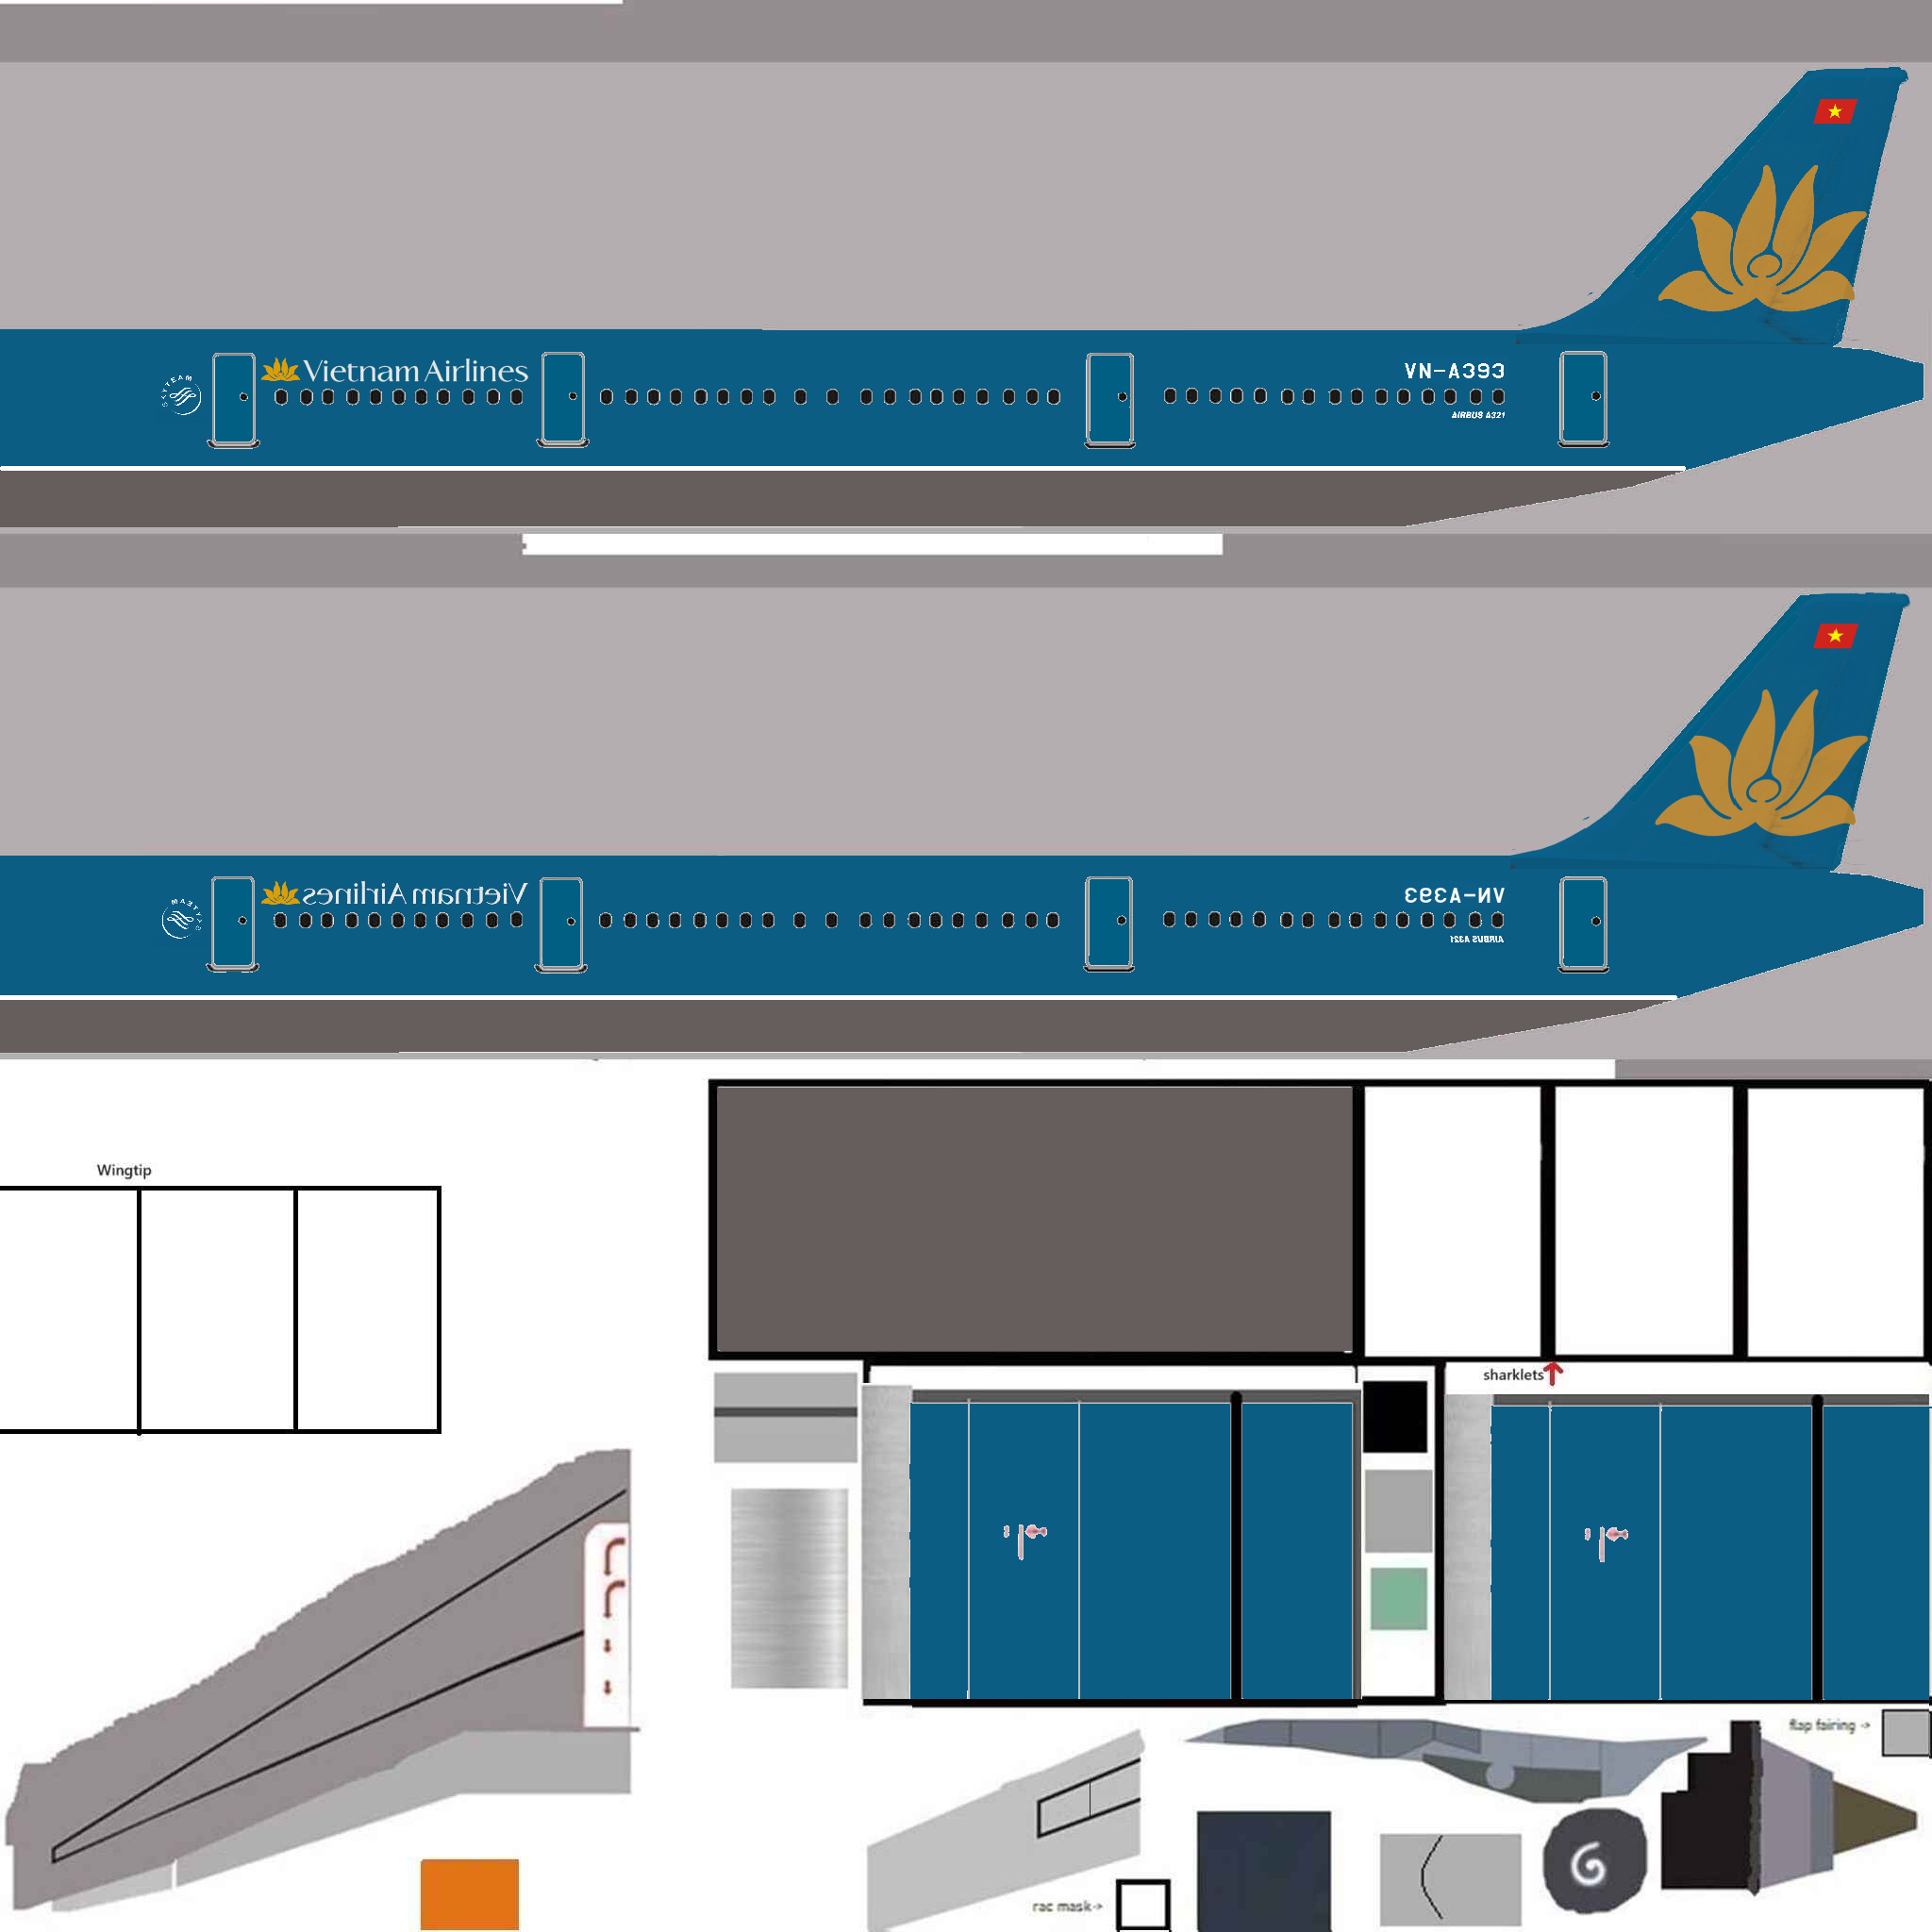 SKYTEAM
Vietnam Airlines
VN-A393
AIRBUS A321
SKYTEAM
Vietnam Airlines
VN-A393
AIRBUS A321
Wingtip
sharklets
flap fairing ->
rac mask->